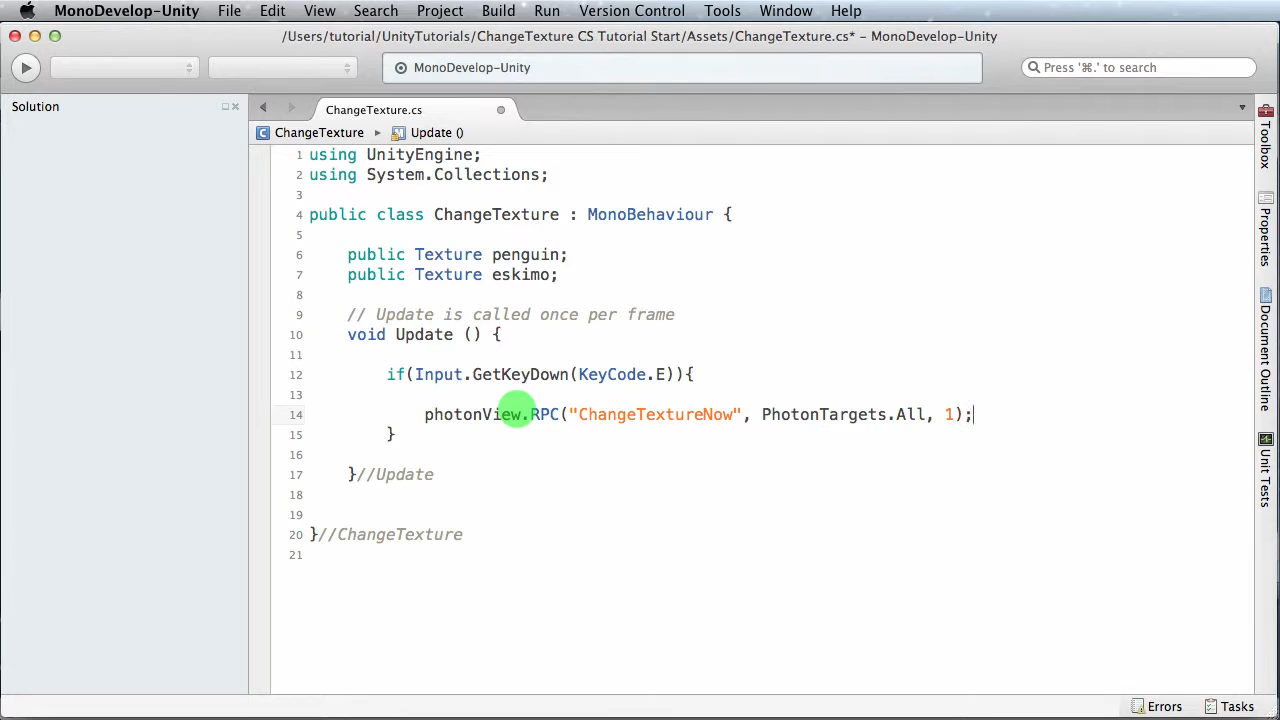 MonoDevelop-Unity File Edit View Search Project Build Run Version Control Tools Window Help
/Users/tutorial/UnityTutorials/ChangeTexture CS Tutorial Start/Assets/ChangeTexture.cs* – MonoDevelop-Unity
MonoDevelop-Unity
Press '⌘.' to search
Solution
ChangeTexture.cs
ChangeTexture Update ()
1 using UnityEngine;
2 using System.Collections;
3
4 public class ChangeTexture : MonoBehaviour {
5
6 public Texture penguin;
7 public Texture eskimo;
8
9 // Update is called once per frame
10 void Update () {
11
12 if(Input.GetKeyDown(KeyCode.E)){
13
14 photonView.RPC("ChangeTextureNow", PhotonTargets.All, 1);
15 }
16
17 }//Update
18
19
20 }//ChangeTexture
21
Toolbox
Properties
Document Outline
Unit Tests
Errors Tasks